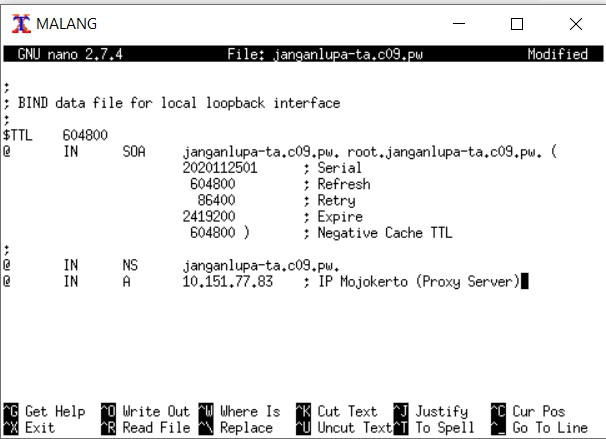 MALANG
GNU nano 2.7.4 File: janganlupa-ta.c09.pw Modified
;
; BIND data file for local loopback interface
;
$TTL 604800
@ IN SOA janganlupa-ta.c09.pw. root.janganlupa-ta.c09.pw. (
2020112501 ; Serial
604800 ; Refresh
86400 ; Retry
2419200 ; Expire
604800 ) ; Negative Cache TTL
;
@ IN NS janganlupa-ta.c09.pw.
@ IN A 10.151.77.83 ; IP Mojokerto (Proxy Server)
^G Get Help ^O Write Out ^W Where Is ^K Cut Text ^J Justify ^C Cur Pos
^X Exit ^R Read File ^\ Replace ^U Uncut Text ^T To Spell ^_ Go To Line